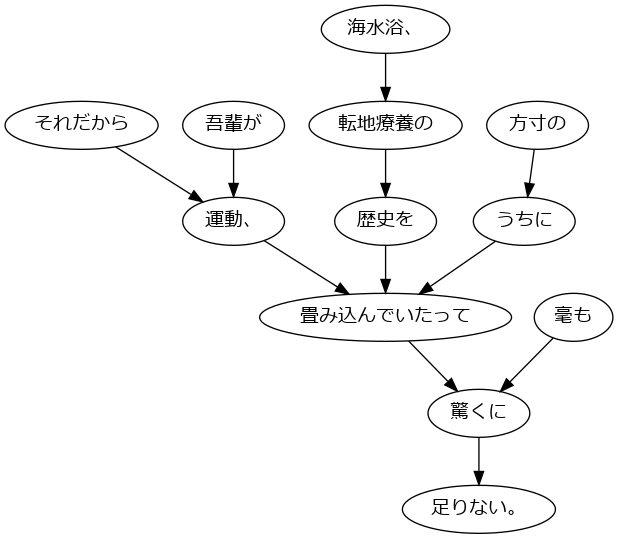 海水浴、
それだから
吾輩が
転地療養の
方寸の
運動、
歴史を
うちに
畳み込んでいたって
毫も
驚くに
足りない。